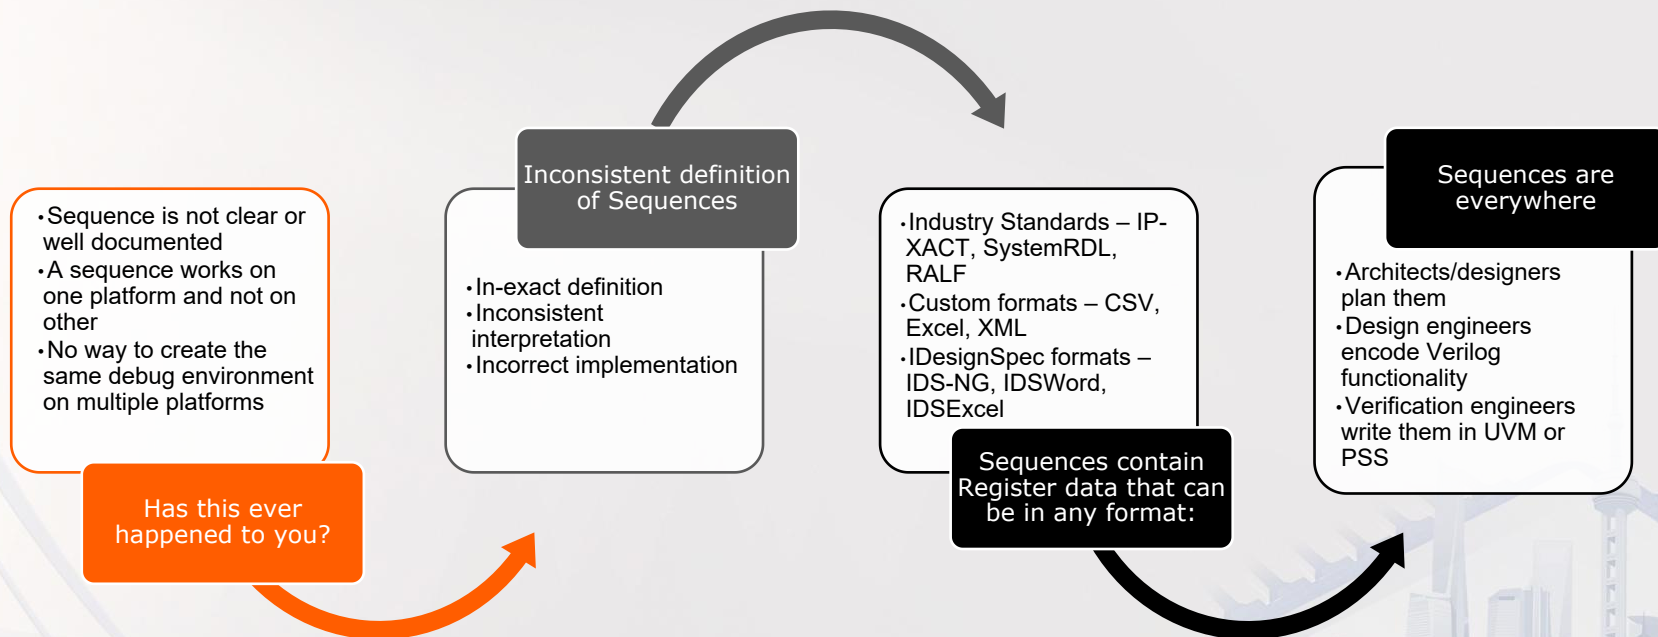 ·Sequence is not clear or
well documented
·A sequence works on
one platform and not on
other
·No way to create the
same debug environment
on multiple platforms
Has this ever
happened to you?
Inconsistent definition
of Sequences
·In-exact definition
·Inconsistent
interpretation
·Incorrect implementation
·Industry Standards – IP-
XACT, SystemRDL,
RALF
·Custom formats – CSV,
Excel, XML
·IDesignSpec formats –
IDS-NG, IDSWord,
IDSExcel
Sequences contain
Register data that can
be in any format:
Sequences are
everywhere
·Architects/designers
plan them
·Design engineers
encode Verilog
functionality
·Verification engineers
write them in UVM or
PSS